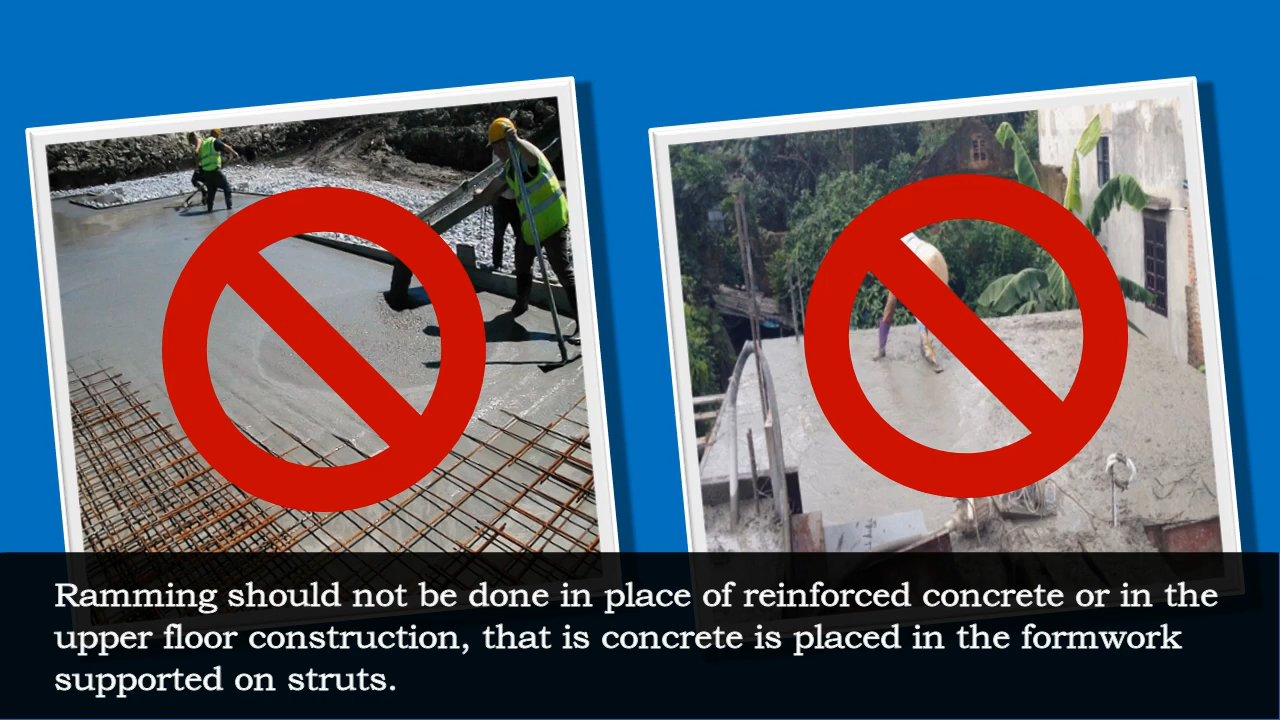 Ramming should not be done in place of reinforced concrete or in the
upper floor construction, that is concrete is placed in the formwork
supported on struts.